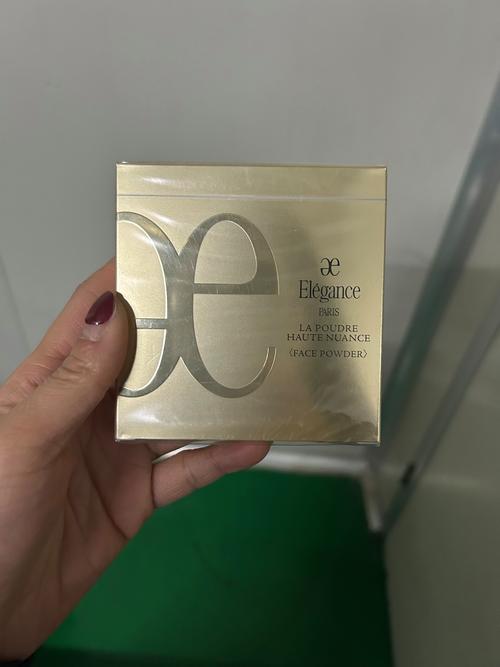 æ
æ
Elégance
PARIS
LA POUDRE
HAUTE NUANCE
〈FACE POWDER〉